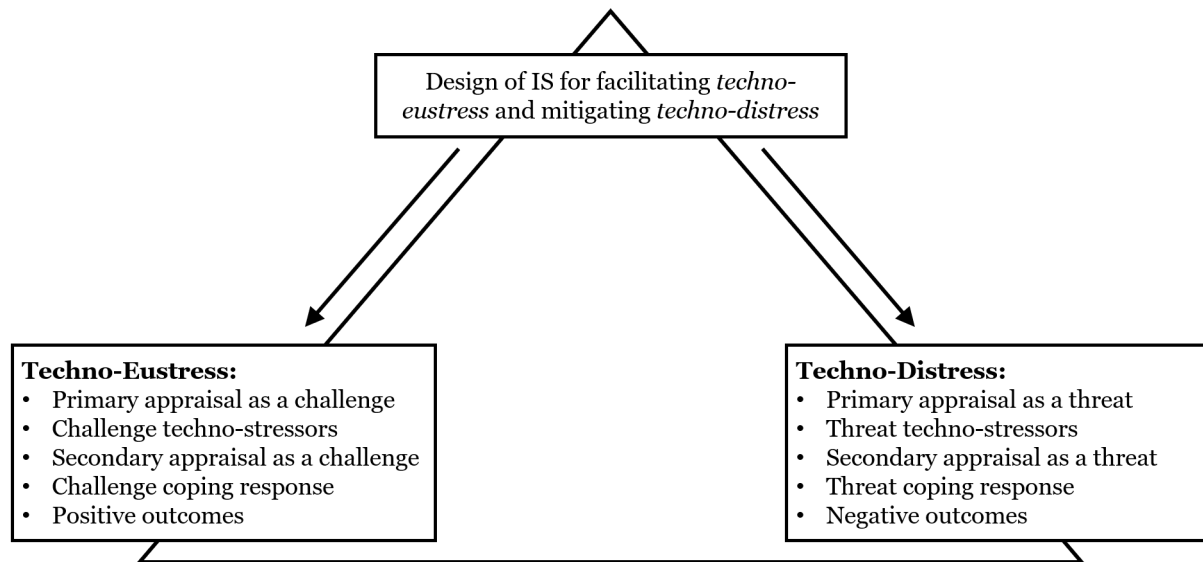 Design of IS for facilitating techno-
eustress and mitigating techno-distress
Techno-Eustress:
• Primary appraisal as a challenge
• Challenge techno-stressors
• Secondary appraisal as a challenge
• Challenge coping response
• Positive outcomes
Techno-Distress:
• Primary appraisal as a threat
• Threat techno-stressors
• Secondary appraisal as a threat
• Threat coping response
• Negative outcomes